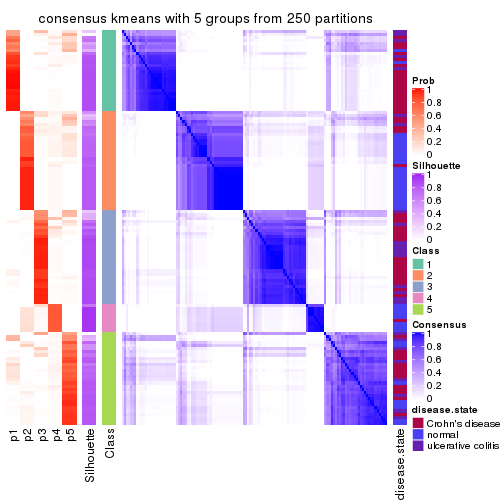 consensus kmeans with 5 groups from 250 partitions
Prob
1
0.8
0.6
0.4
0.2
0
Silhouette
1
0.8
0.6
0.4
0.2
0
Class
1
2
3
4
5
Consensus
1
0.8
0.6
0.4
0.2
0
disease.state
Crohn's disease
normal
ulcerative colitis
p1
p2
p3
p4
p5
Silhouette
Class
disease.state